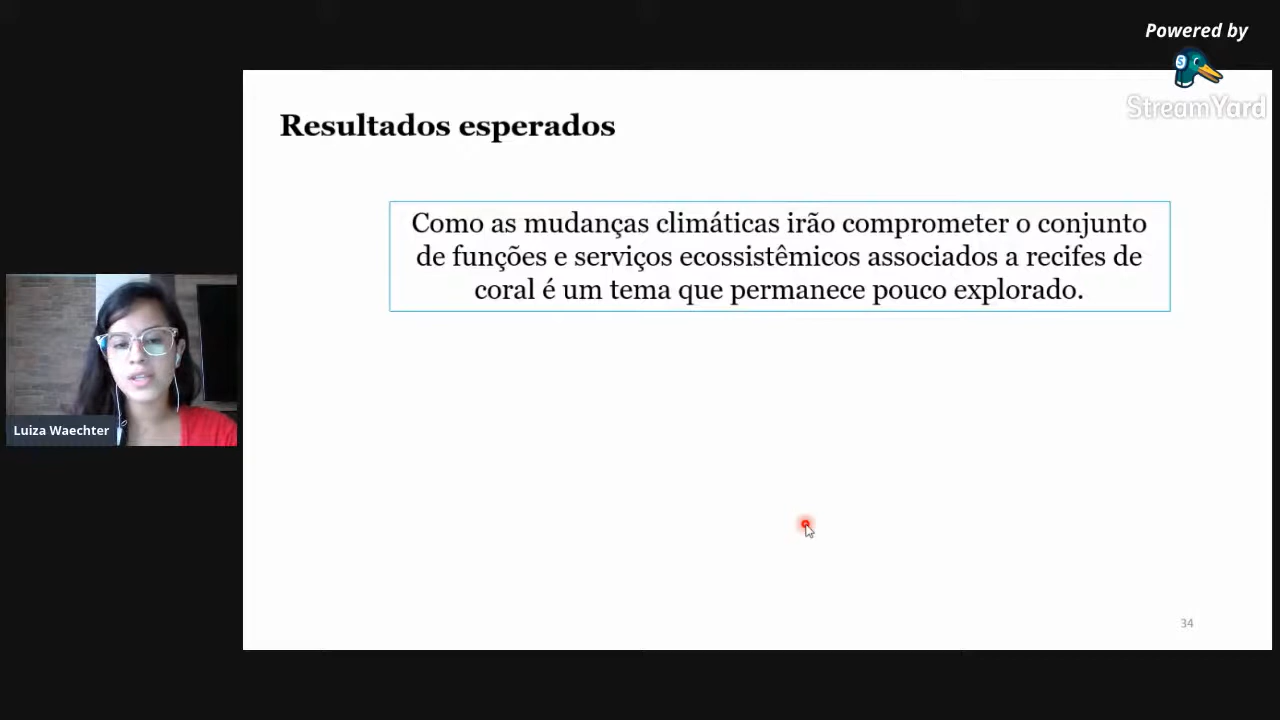 Powered by
StreamYard
Resultados esperados
Como as mudanças climáticas irão comprometer o conjunto
de funções e serviços ecossistêmicos associados a recifes de
coral é um tema que permanece pouco explorado.
Luiza Waechter
34